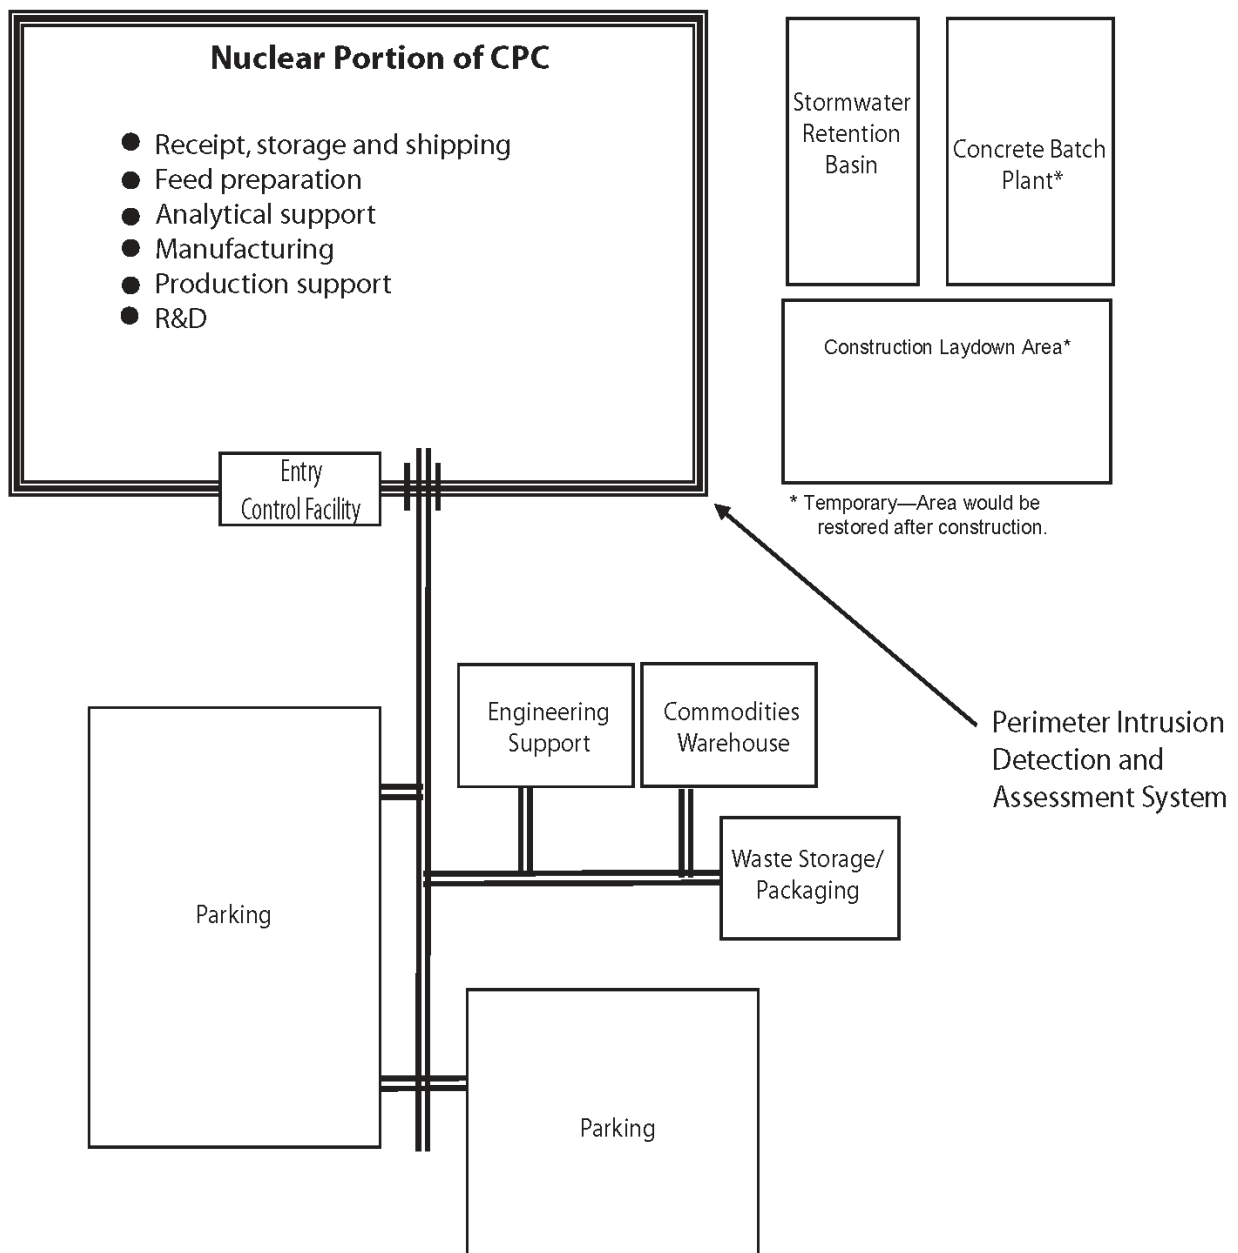 Nuclear Portion of CPC
● Receipt, storage and shipping
● Feed preparation
● Analytical support
● Manufacturing
● Production support
● R&D
Entry
Control Facility
Stormwater
Retention
Basin
Concrete Batch
Plant*
Construction Laydown Area*
* Temporary—Area would be
restored after construction.
Engineering
Support
Commodities
Warehouse
Perimeter Intrusion
Detection and
Assessment System
Waste Storage/
Packaging
Parking
Parking